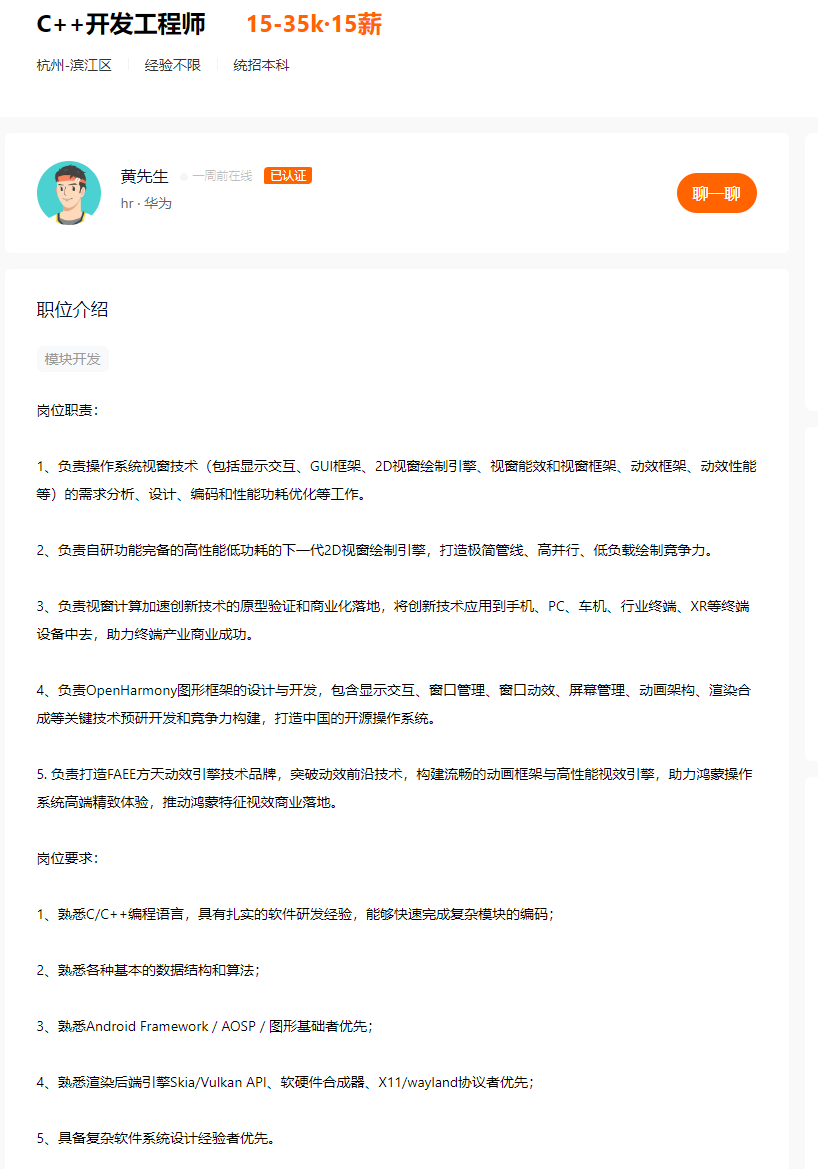 C++开发工程师 15-35k·15薪
杭州-滨江区 经验不限 统招本科
黄先生 一周前在线 已认证
hr · 华为
聊一聊
职位介绍
模块开发
岗位职责：
1、负责操作系统视窗技术（包括显示交互、GUI框架、2D视窗绘制引擎、视窗能效和视窗框架、动效框架、动效性能
等）的需求分析、设计、编码和性能功耗优化等工作。
2、负责自研功能完备的高性能低功耗的下一代2D视窗绘制引擎，打造极简管线、高并行、低负载绘制竞争力。
3、负责视窗计算加速创新技术的原型验证和商业化落地，将创新技术应用到手机、PC、车机、行业终端、XR等终端
设备中去，助力终端产业商业成功。
4、负责OpenHarmony图形框架的设计与开发，包含显示交互、窗口管理、窗口动效、屏幕管理、动画架构、渲染合
成等关键技术预研开发和竞争力构建，打造中国的开源操作系统。
5. 负责打造FAEE方天动效引擎技术品牌，突破动效前沿技术，构建流畅的动画框架与高性能视效引擎，助力鸿蒙操作
系统高端精致体验，推动鸿蒙特征视效商业落地。
岗位要求：
1、熟悉C/C++编程语言，具有扎实的软件研发经验，能够快速完成复杂模块的编码；
2、熟悉各种基本的数据结构和算法；
3、熟悉Android Framework / AOSP / 图形基础者优先；
4、熟悉渲染后端引擎Skia/Vulkan API、软硬件合成器、X11/wayland协议者优先；
5、具备复杂软件系统设计经验者优先。